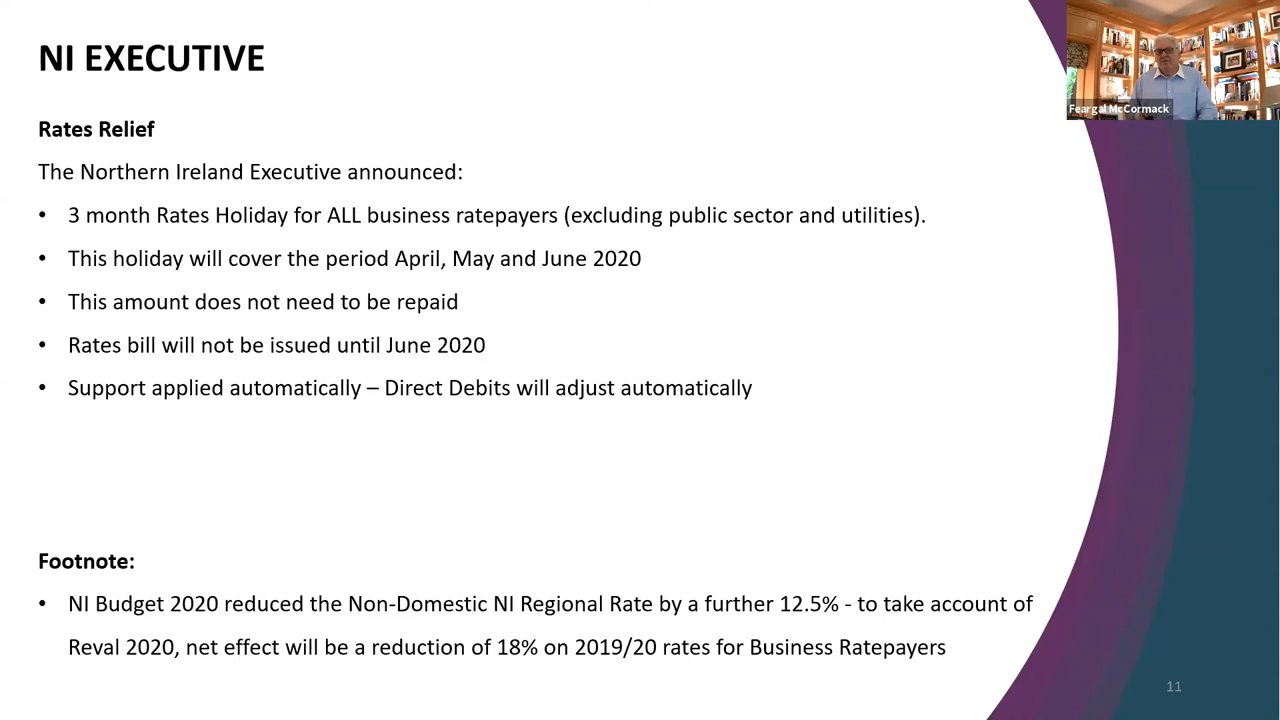 NI EXECUTIVE
Feargal McCormack
Rates Relief
The Northern Ireland Executive announced:
• 3 month Rates Holiday for ALL business ratepayers (excluding public sector and utilities).
• This holiday will cover the period April, May and June 2020
• This amount does not need to be repaid
• Rates bill will not be issued until June 2020
• Support applied automatically – Direct Debits will adjust automatically
Footnote:
• NI Budget 2020 reduced the Non-Domestic NI Regional Rate by a further 12.5% - to take account of
Reval 2020, net effect will be a reduction of 18% on 2019/20 rates for Business Ratepayers
11